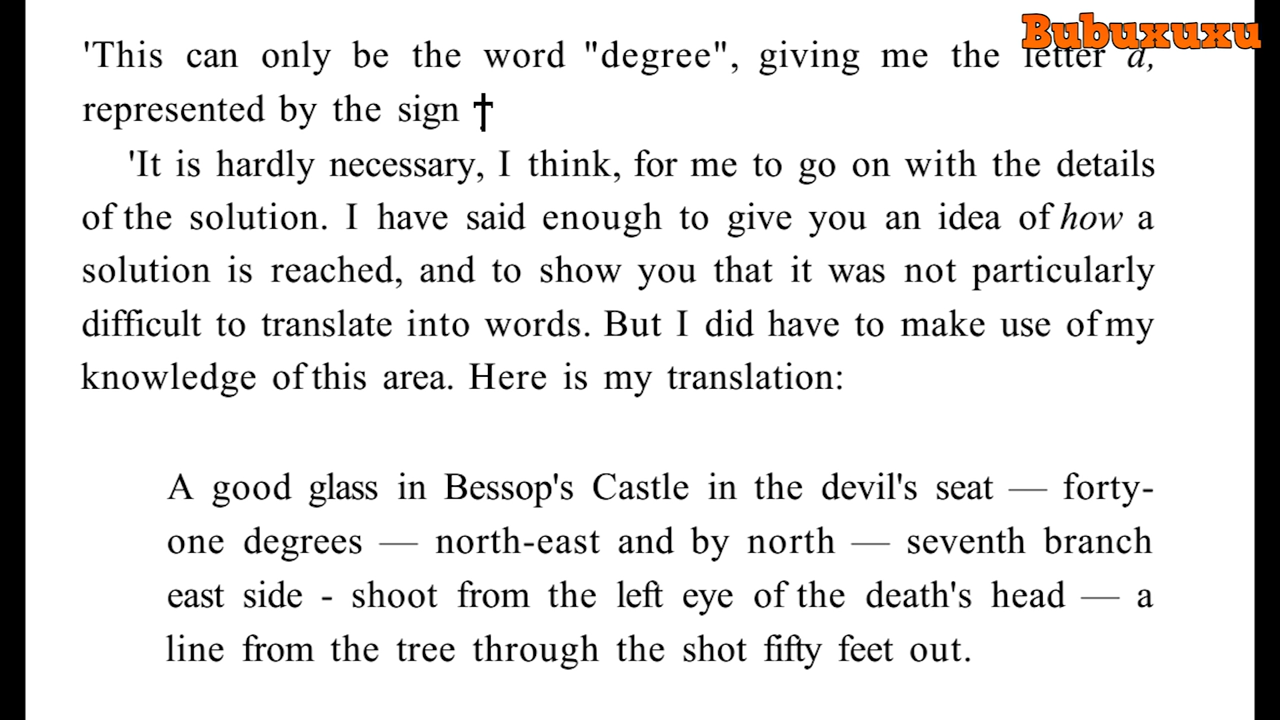 Bubuxuxu
'This can only be the word "degree", giving me the letter d,
represented by the sign †
'It is hardly necessary, I think, for me to go on with the details
of the solution. I have said enough to give you an idea of how a
solution is reached, and to show you that it was not particularly
difficult to translate into words. But I did have to make use of my
knowledge of this area. Here is my translation:
A good glass in Bessop's Castle in the devil's seat — forty-
one degrees — north-east and by north — seventh branch
east side - shoot from the left eye of the death's head — a
line from the tree through the shot fifty feet out.